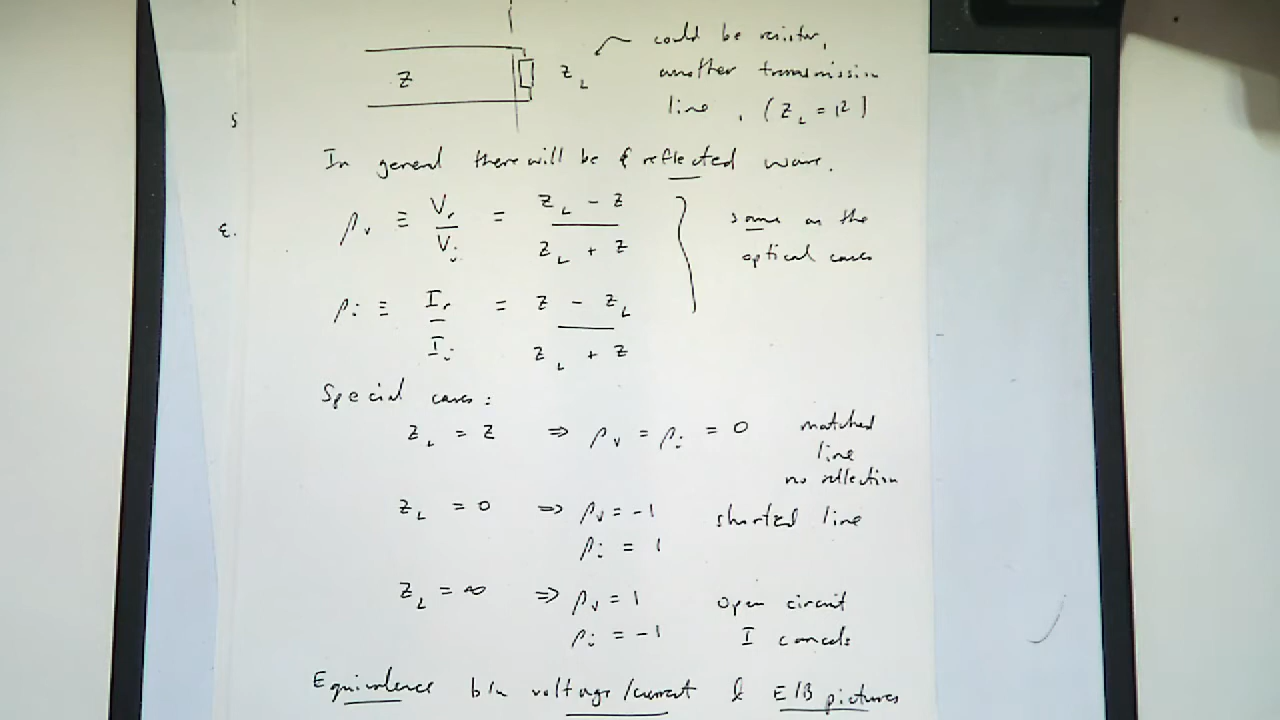 could be resistor,
Z Z_L another transmission
line, (Z_L = R)
S
In general there will be a reflected wave.
ρ_v ≡ V_r / V_i = (Z_L - Z) / (Z_L + Z)
same as the
optical cases
ε.
ρ_i ≡ I_r / I_i = (Z - Z_L) / (Z_L + Z)
Special cases:
Z_L = Z ⇒ ρ_v = ρ_i = 0 matched
line
no reflection
Z_L = 0 ⇒ ρ_v = -1 shorted line
ρ_i = 1
Z_L = ∞ ⇒ ρ_v = 1 open circuit
ρ_i = -1 I cancels
Equivalence b/w voltage/current & E/B pictures